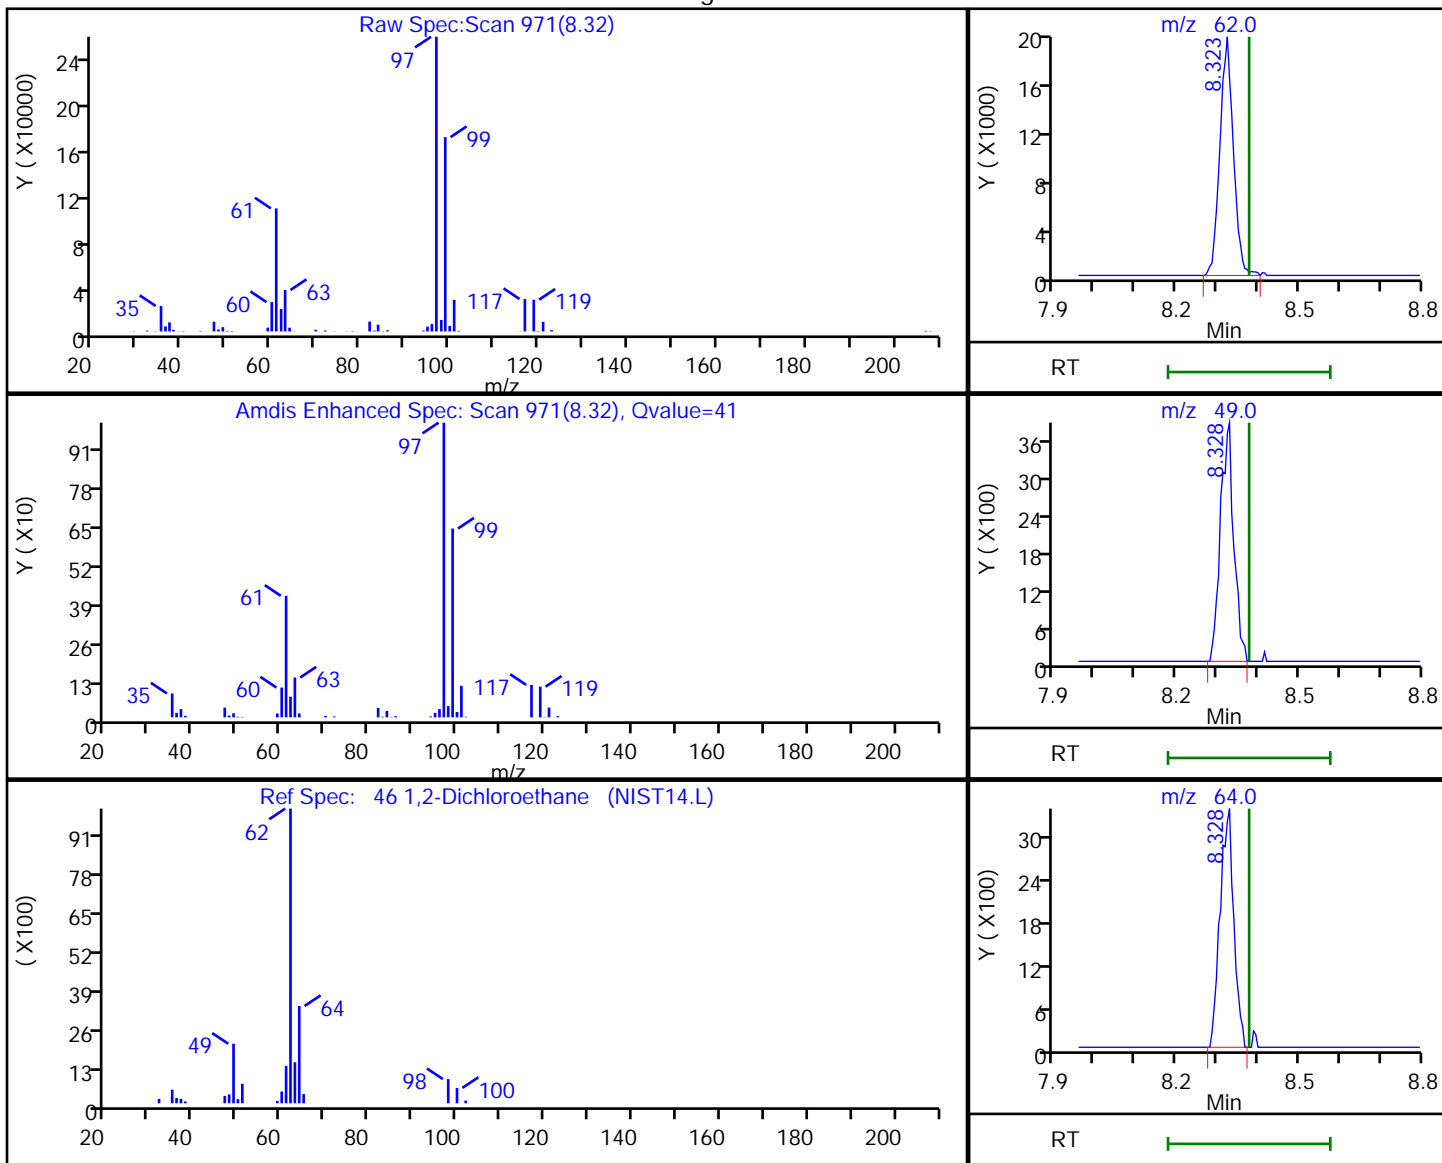 Raw Spec:Scan 971(8.32)
Y ( X10000)
24
20
16
12
8
4
0
97
99
61
63
60
35
117
119
20 40 60 80 100 120 140 160 180 200
m/z
m/z 62.0
Y ( X1000)
20
16
12
8
4
0
8.323
7.9 8.2 8.5 8.8
Min
RT
Amdis Enhanced Spec: Scan 971(8.32), Qvalue=41
Y ( X10)
91
78
65
52
39
26
13
0
97
99
61
63
60
35
117
119
20 40 60 80 100 120 140 160 180 200
m/z
m/z 49.0
Y ( X100)
36
30
24
18
12
6
0
8.328
7.9 8.2 8.5 8.8
Min
RT
Ref Spec: 46 1,2-Dichloroethane (NIST14.L)
( X100)
91
78
65
52
39
26
13
0
62
64
49
98
100
20 40 60 80 100 120 140 160 180 200
m/z 64.0
Y ( X100)
30
24
18
12
6
0
8.328
7.9 8.2 8.5 8.8
Min
RT